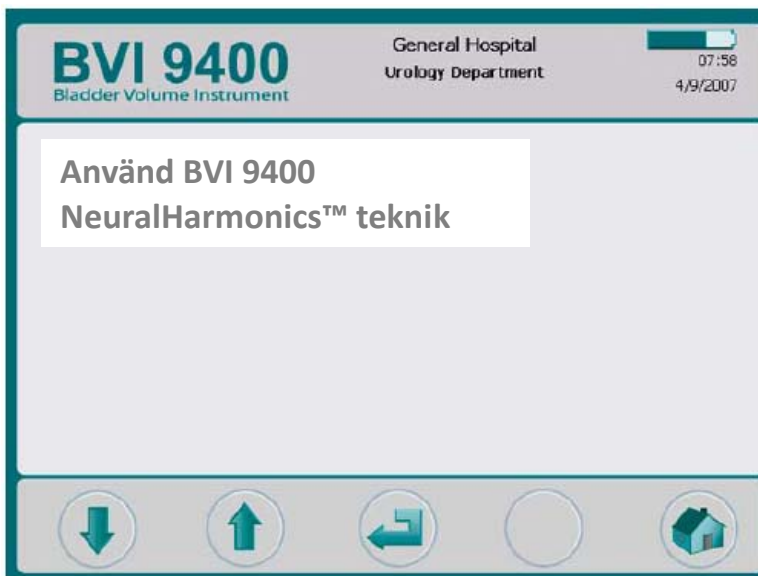 BVI 9400
Bladder Volume Instrument
General Hospital
Urology Department
07:58
4/9/2007
Använd BVI 9400
NeuralHarmonics™ teknik